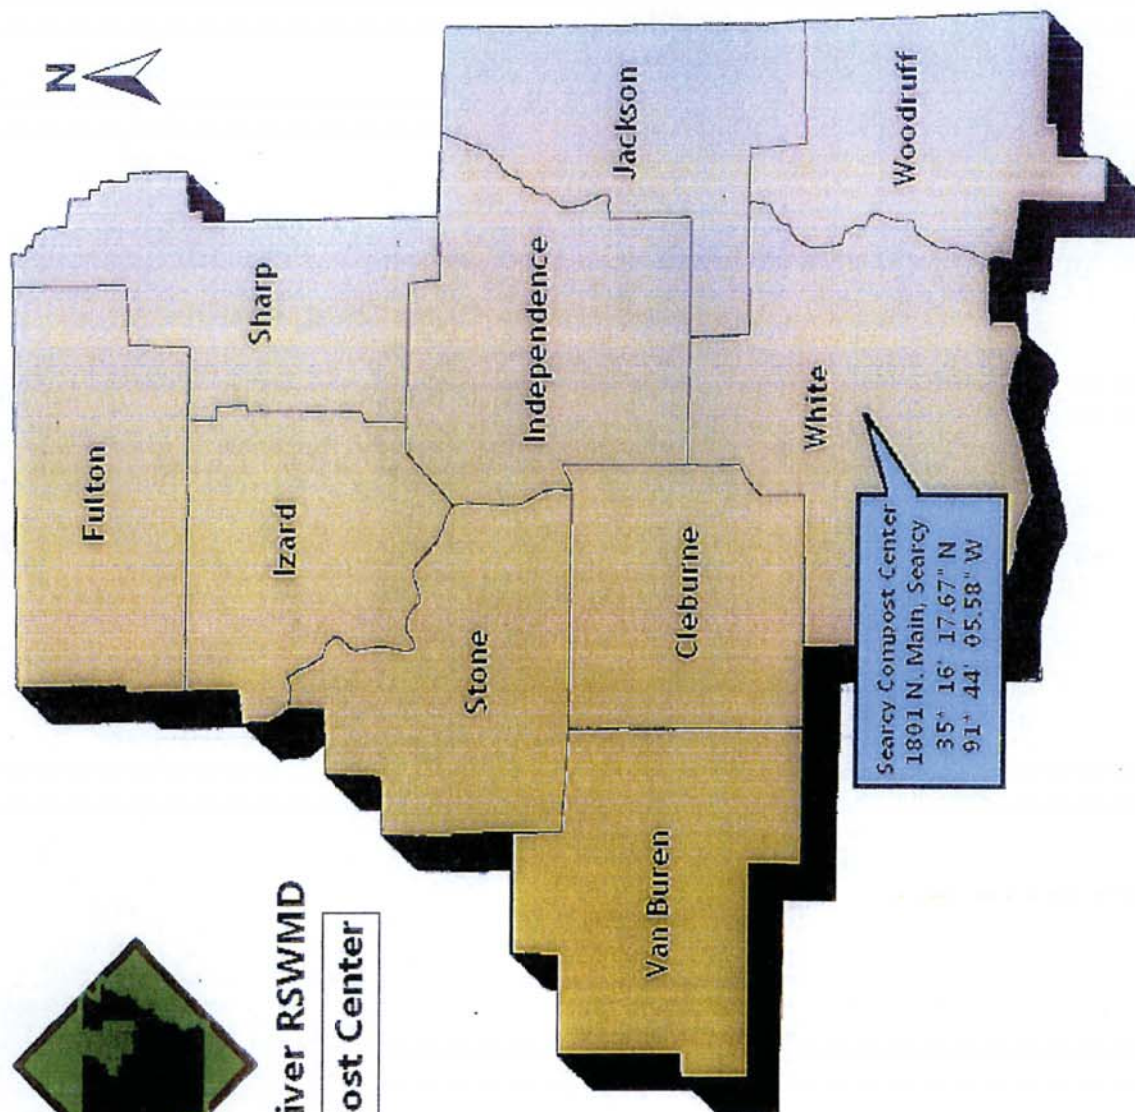 N
iver RSWMD
ost Center
Fulton
Sharp
Izard
Stone
Independence
Jackson
Van Buren
Cleburne
White
Woodruff
Searcy Compost Center
1801 N. Main, Searcy
35° 16' 17.67" N
91° 44' 05.58" W